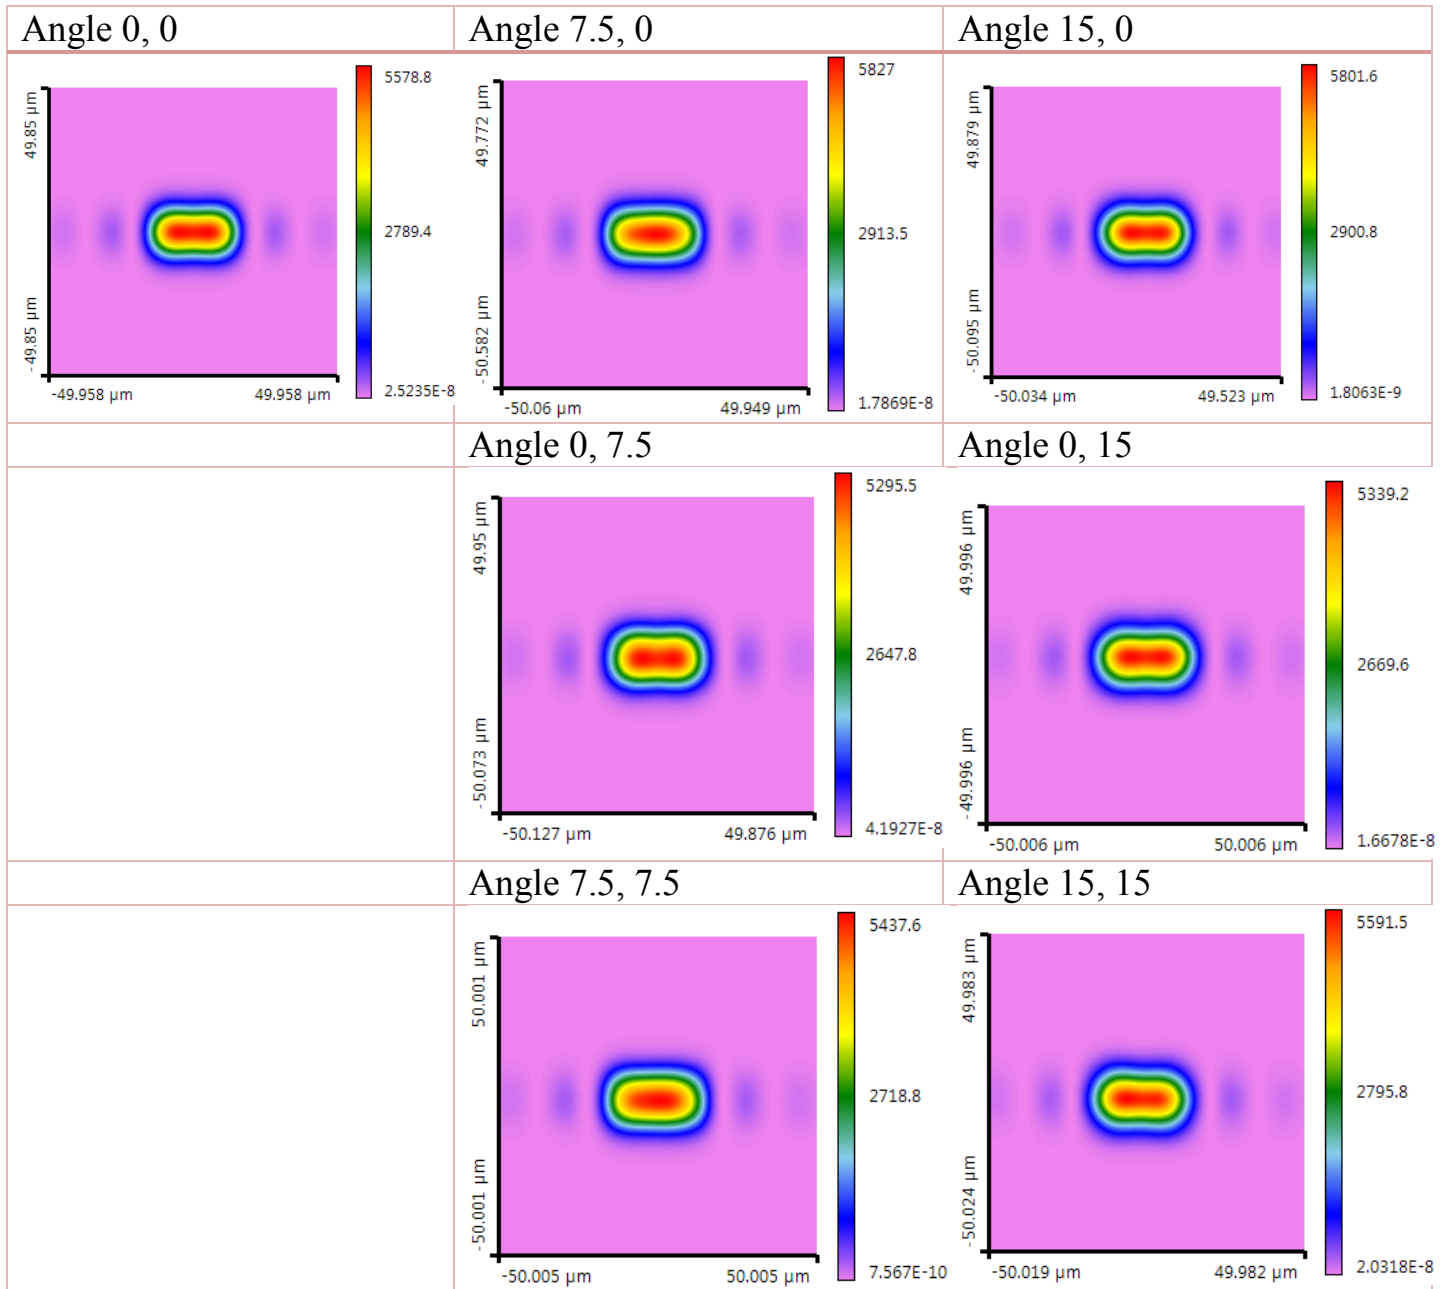 Angle 0, 0
Angle 7.5, 0
Angle 15, 0
49.85 µm
-49.85 µm
-49.958 µm
49.958 µm
5578.8
2789.4
2.5235E-8
49.772 µm
-50.582 µm
-50.06 µm
49.949 µm
5827
2913.5
1.7869E-8
49.879 µm
-50.095 µm
-50.034 µm
49.523 µm
5801.6
2900.8
1.8063E-9
Angle 0, 7.5
Angle 0, 15
49.95 µm
-50.073 µm
-50.127 µm
49.876 µm
5295.5
2647.8
4.1927E-8
49.996 µm
-49.996 µm
-50.006 µm
50.006 µm
5339.2
2669.6
1.6678E-8
Angle 7.5, 7.5
Angle 15, 15
50.001 µm
-50.001 µm
-50.005 µm
50.005 µm
5437.6
2718.8
7.567E-10
49.983 µm
-50.024 µm
-50.019 µm
49.982 µm
5591.5
2795.8
2.0318E-8